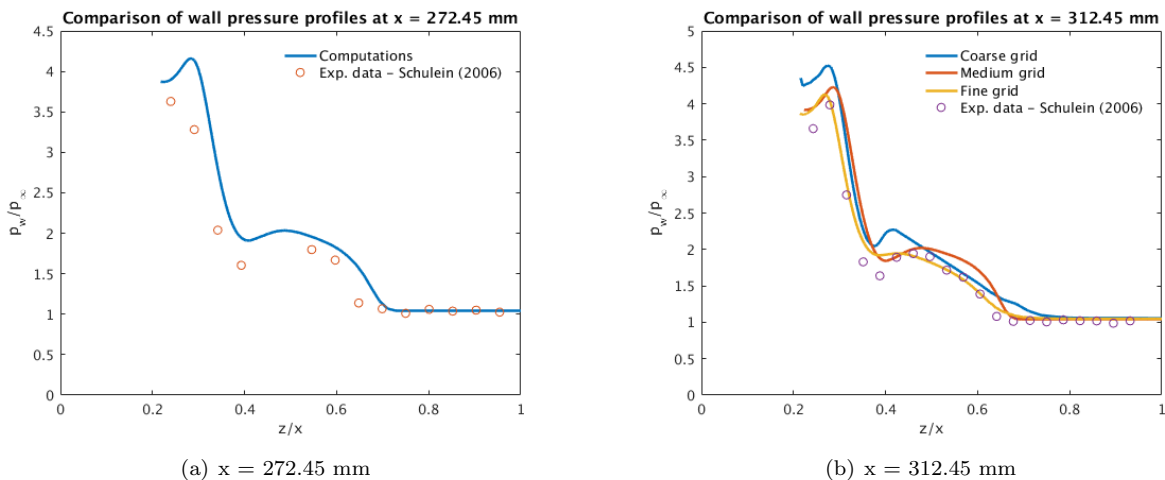 Comparison of wall pressure profiles at x = 272.45 mm
4.5
4
3.5
3
2.5
2
1.5
1
0.5
0
p_w/p_∞
Computations
Exp. data – Schulein (2006)
0 0.2 0.4 0.6 0.8 1
z/x
(a) x = 272.45 mm
Comparison of wall pressure profiles at x = 312.45 mm
5
4.5
4
3.5
3
2.5
2
1.5
1
0.5
0
p_w/p_∞
Coarse grid
Medium grid
Fine grid
Exp. data – Schulein (2006)
0 0.2 0.4 0.6 0.8 1
z/x
(b) x = 312.45 mm